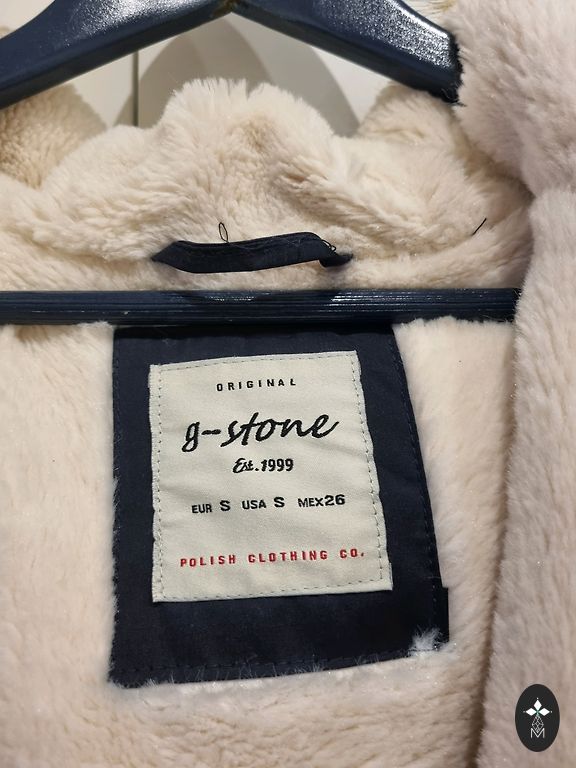 ORIGINAL
g-stone
Est. 1999
EUR S USA S MEX26
POLISH CLOTHING CO.
M